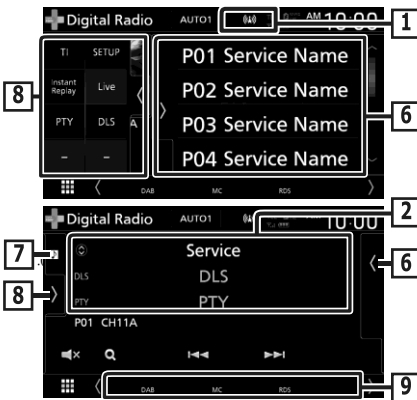 Digital Radio AUTO1 AM 10:00
1
TI SETUP
P01 Service Name
Instant Replay Live
P02 Service Name
8
6
PTY DLS A
P03 Service Name
- -
P04 Service Name
DAB MC RDS
2
Digital Radio AUTO1 10:00
7
Service
6
DLS DLS
8
PTY PTY
P01 CH11A
DAB MC RDS
9